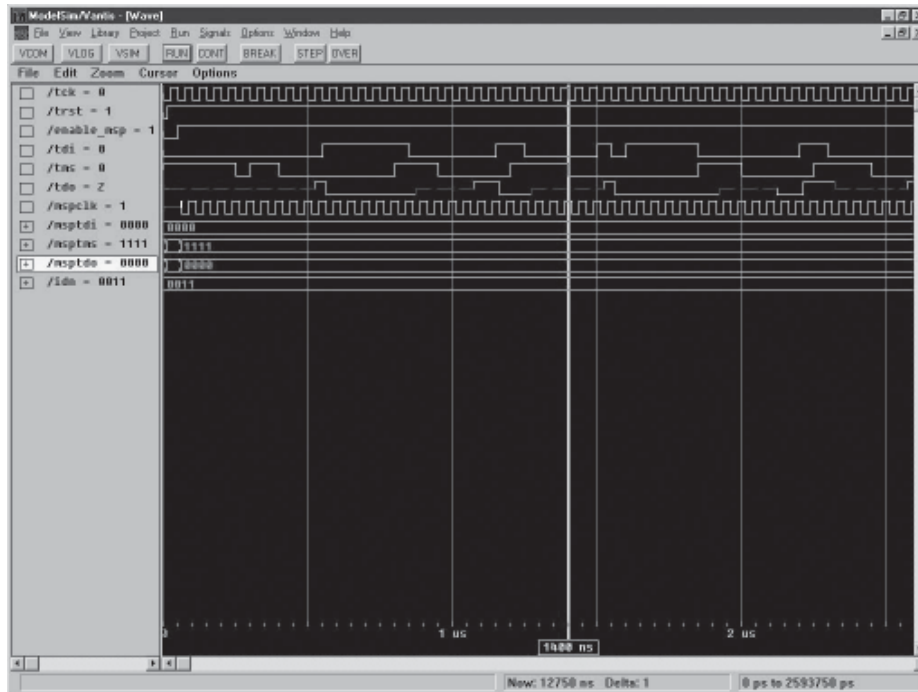 ModelSim/Vantis - [Wave]
File View Library Project Run Signals Options Window Help
VCOM VLOG VSIM RUN CONT BREAK STEP OVER
File Edit Zoom Cursor Options
/tck = 0
/trst = 1
/enable_msp = 1
/tdi = 0
/tms = 0
/tdo = Z
/mspclk = 1
/msptdi = 0000 0000
/msptms = 1111 1111
/msptdo = 0000 0000
/idn = 0011 0011
0 1 us 2 us
1400 ns
Now: 12750 ns Delta: 1 0 ps to 2593750 ps